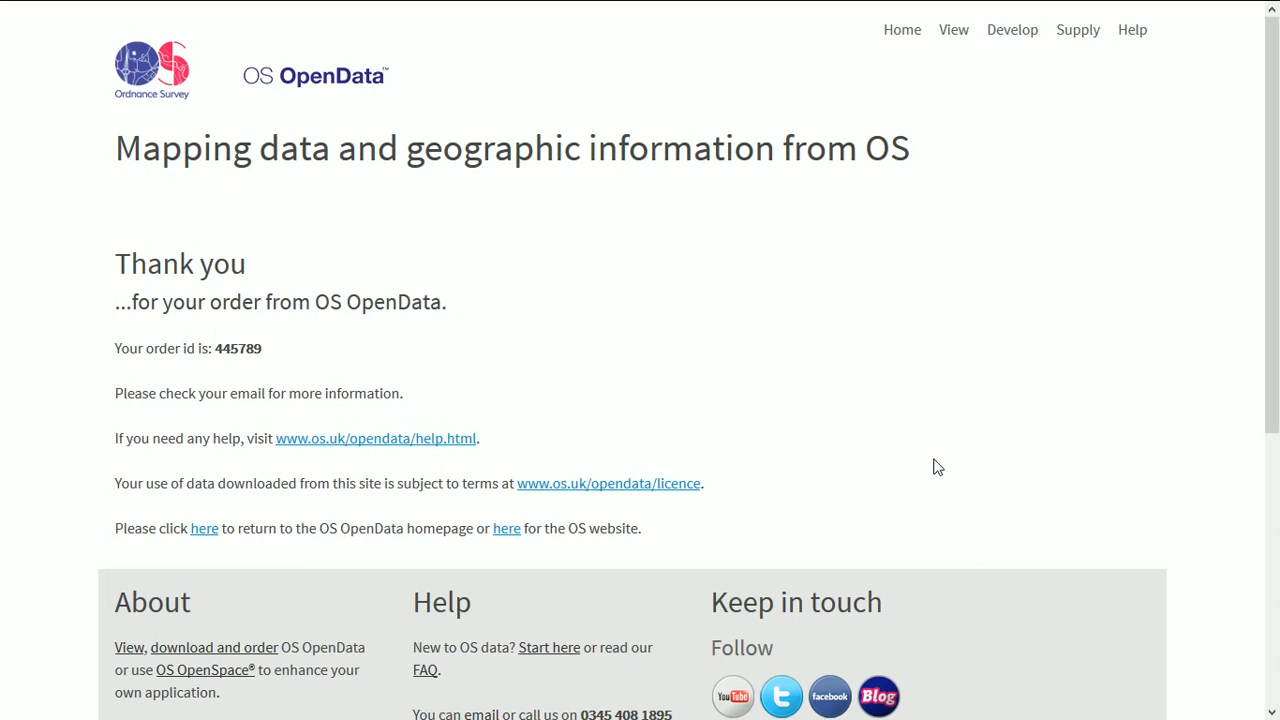 Home View Develop Supply Help
Ordnance Survey
OS OpenData™
Mapping data and geographic information from OS
Thank you
...for your order from OS OpenData.
Your order id is: 445789
Please check your email for more information.
If you need any help, visit www.os.uk/opendata/help.html.
Your use of data downloaded from this site is subject to terms at www.os.uk/opendata/licence.
Please click here to return to the OS OpenData homepage or here for the OS website.
About
View, download and order OS OpenData
or use OS OpenSpace® to enhance your
own application.
Help
New to OS data? Start here or read our
FAQ.
You can email or call us on 0345 408 1895
Keep in touch
Follow
You Tube
facebook
Blog